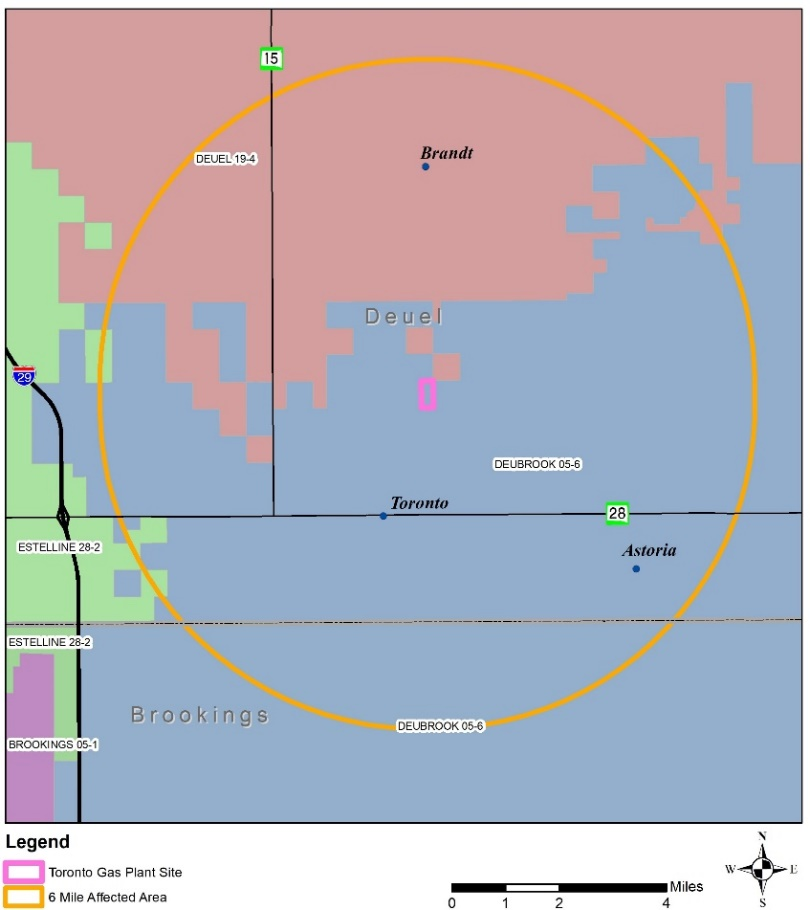 15
DEUEL 19-4
Brandt
Deuel
29
DEUBROOK 05-6
Toronto
28
ESTELLINE 28-2
Astoria
ESTELLINE 28-2
Brookings
DEUBROOK 05-6
BROOKINGS 05-1
Legend
Toronto Gas Plant Site
6 Mile Affected Area
N
W E
S
Miles
0 1 2 4